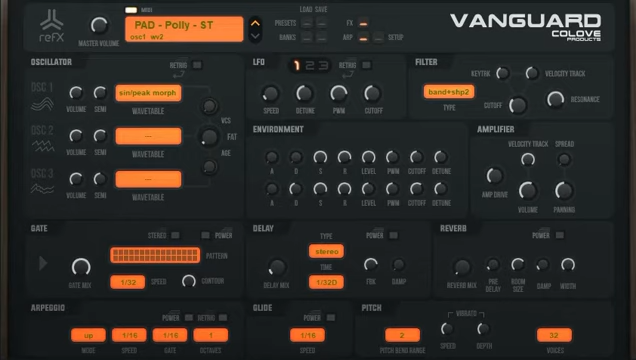 MIDI
LOAD SAVE
refX
MASTER VOLUME
PAD - Polly - ST
osc1 wv2
PRESETS
BANKS
FX
ARP
SETUP
VANGUARD
COLOVE
PRODUCTS
OSCILLATOR
RETRIG
OSC 1
VOLUME SEMI
sin/peak morph
WAVETABLE
OSC 2
VOLUME SEMI
---
WAVETABLE
OSC 3
VOLUME SEMI
---
WAVETABLE
FAT
LFO
RETRIG
1 2 3
SPEED DETUNE PWM CUTOFF
FILTER
KEYTRK
VELOCITY TRACK
band+shp2
TYPE
CUTOFF
RESONANCE
ENVIRONMENT
A D S R LEVEL PWM CUTOFF DETUNE
A D S R LEVEL PWM CUTOFF DETUNE
AMPLIFIER
VELOCITY TRACK
SPREAD
AMP DRIVE
VOLUME
PANNING
GATE
STEREO
POWER
GATE MIX
PATTERN
1/32
SPEED
CONTOUR
DELAY
TYPE
POWER
stereo
TIME
1/32D
DELAY MIX
DAMP
REVERB
POWER
REVERB MIX
PRE DELAY
ROOM SIZE
DAMP
WIDTH
ARPEGGIO
POWER
RETRO
up 1/16 1/16 1
MODE SPEED GATE OCTAVES
GLIDE
POWER
1/16
SPEED
PITCH
VIBRATO
2
PITCH BEND RANGE
SPEED
DEPTH
32
VOICES